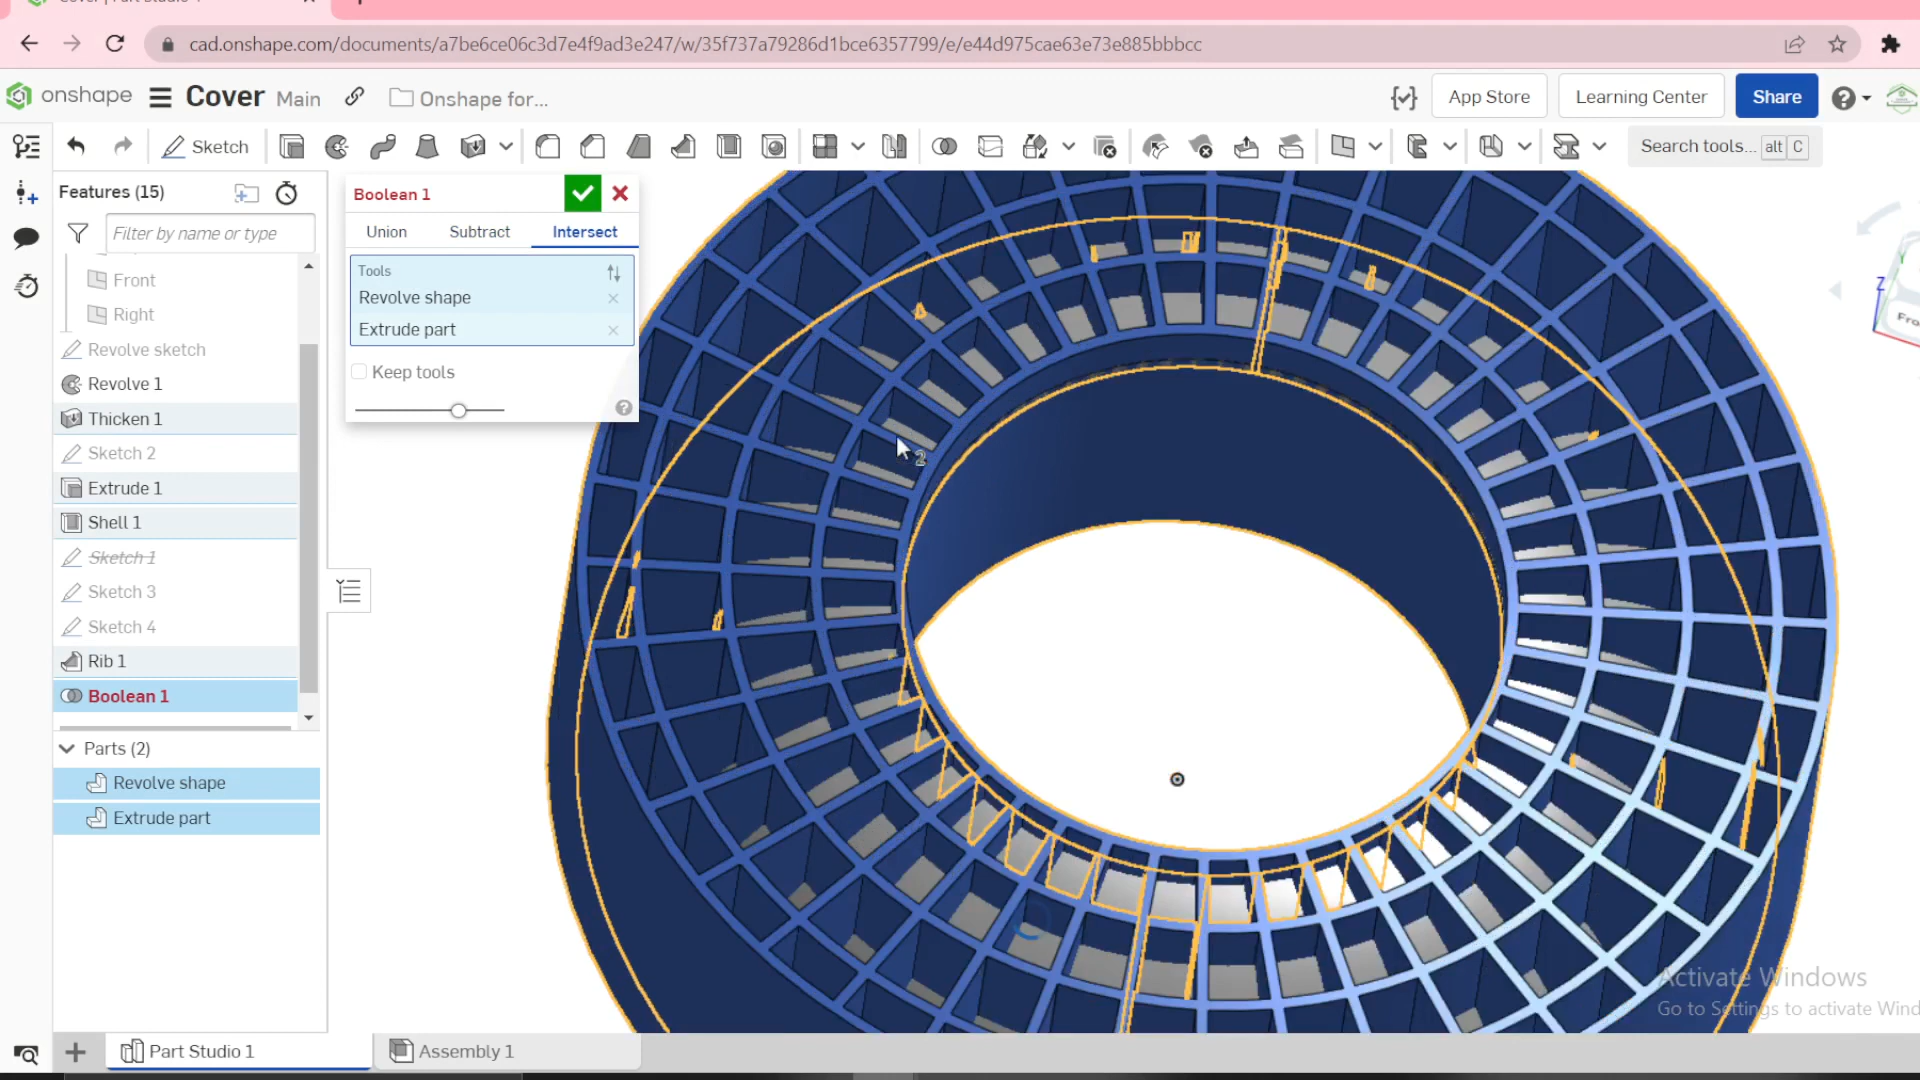 cad.onshape.com/documents/a7be6ce06c3d7e4f9ad3e247/w/35f737a79286d1bce6357799/e/e44d975cae63e73e885bbbcc
onshape
Cover Main
Onshape for...
App Store
Learning Center
Share
Sketch
Search tools... alt C
Features (15)
Filter by name or type
Front
Right
Revolve sketch
Revolve 1
Thicken 1
Sketch 2
Extrude 1
Shell 1
Sketch 1
Sketch 3
Sketch 4
Rib 1
Boolean 1
Parts (2)
Revolve shape
Extrude part
Boolean 1
Union Subtract Intersect
Tools
Revolve shape
Extrude part
Keep tools
Z
Fro
Activate Windows
Go to Settings to activate Wind
Part Studio 1
Assembly 1